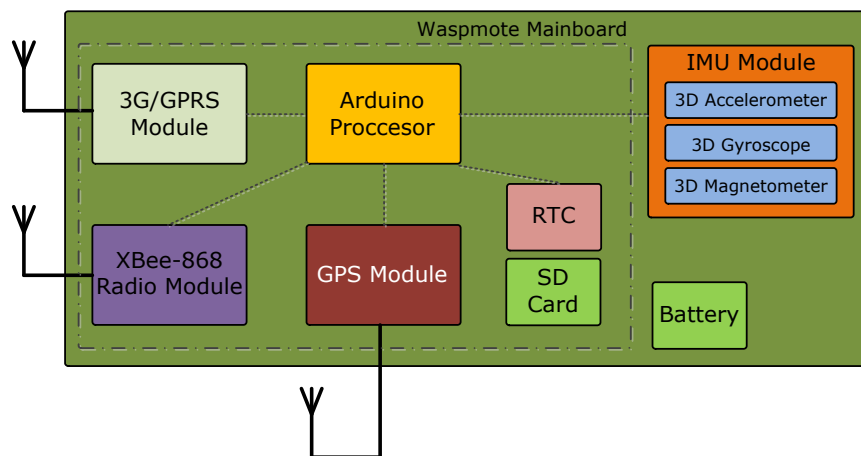 Waspmote Mainboard
3G/GPRS
Module
Arduino
Proccesor
IMU Module
3D Accelerometer
3D Gyroscope
3D Magnetometer
XBee-868
Radio Module
GPS Module
RTC
SD
Card
Battery